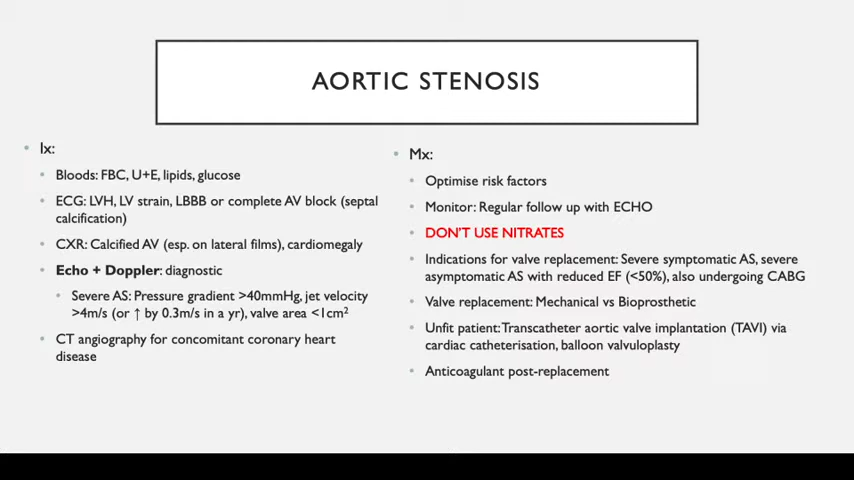 AORTIC STENOSIS
Ix:
Bloods: FBC, U+E, lipids, glucose
ECG: LVH, LV strain, LBBB or complete AV block (septal
calcification)
CXR: Calcified AV (esp. on lateral films), cardiomegaly
Echo + Doppler: diagnostic
Severe AS: Pressure gradient >40mmHg, jet velocity
>4m/s (or ↑ by 0.3m/s in a yr), valve area <1cm²
CT angiography for concomitant coronary heart
disease
Mx:
Optimise risk factors
Monitor: Regular follow up with ECHO
DON'T USE NITRATES
Indications for valve replacement: Severe symptomatic AS, severe
asymptomatic AS with reduced EF (<50%), also undergoing CABG
Valve replacement: Mechanical vs Bioprosthetic
Unfit patient: Transcatheter aortic valve implantation (TAVI) via
cardiac catheterisation, balloon valvuloplasty
Anticoagulant post-replacement